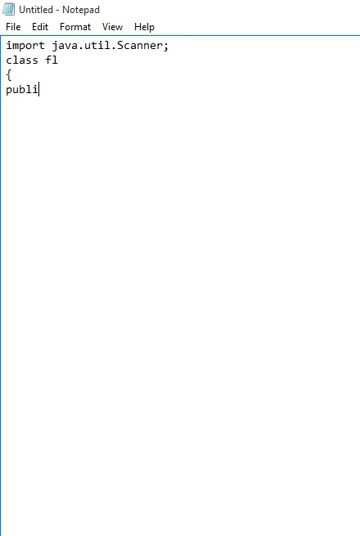 Untitled - Notepad
File Edit Format View Help
import java.util.Scanner;
class fl
{
publi